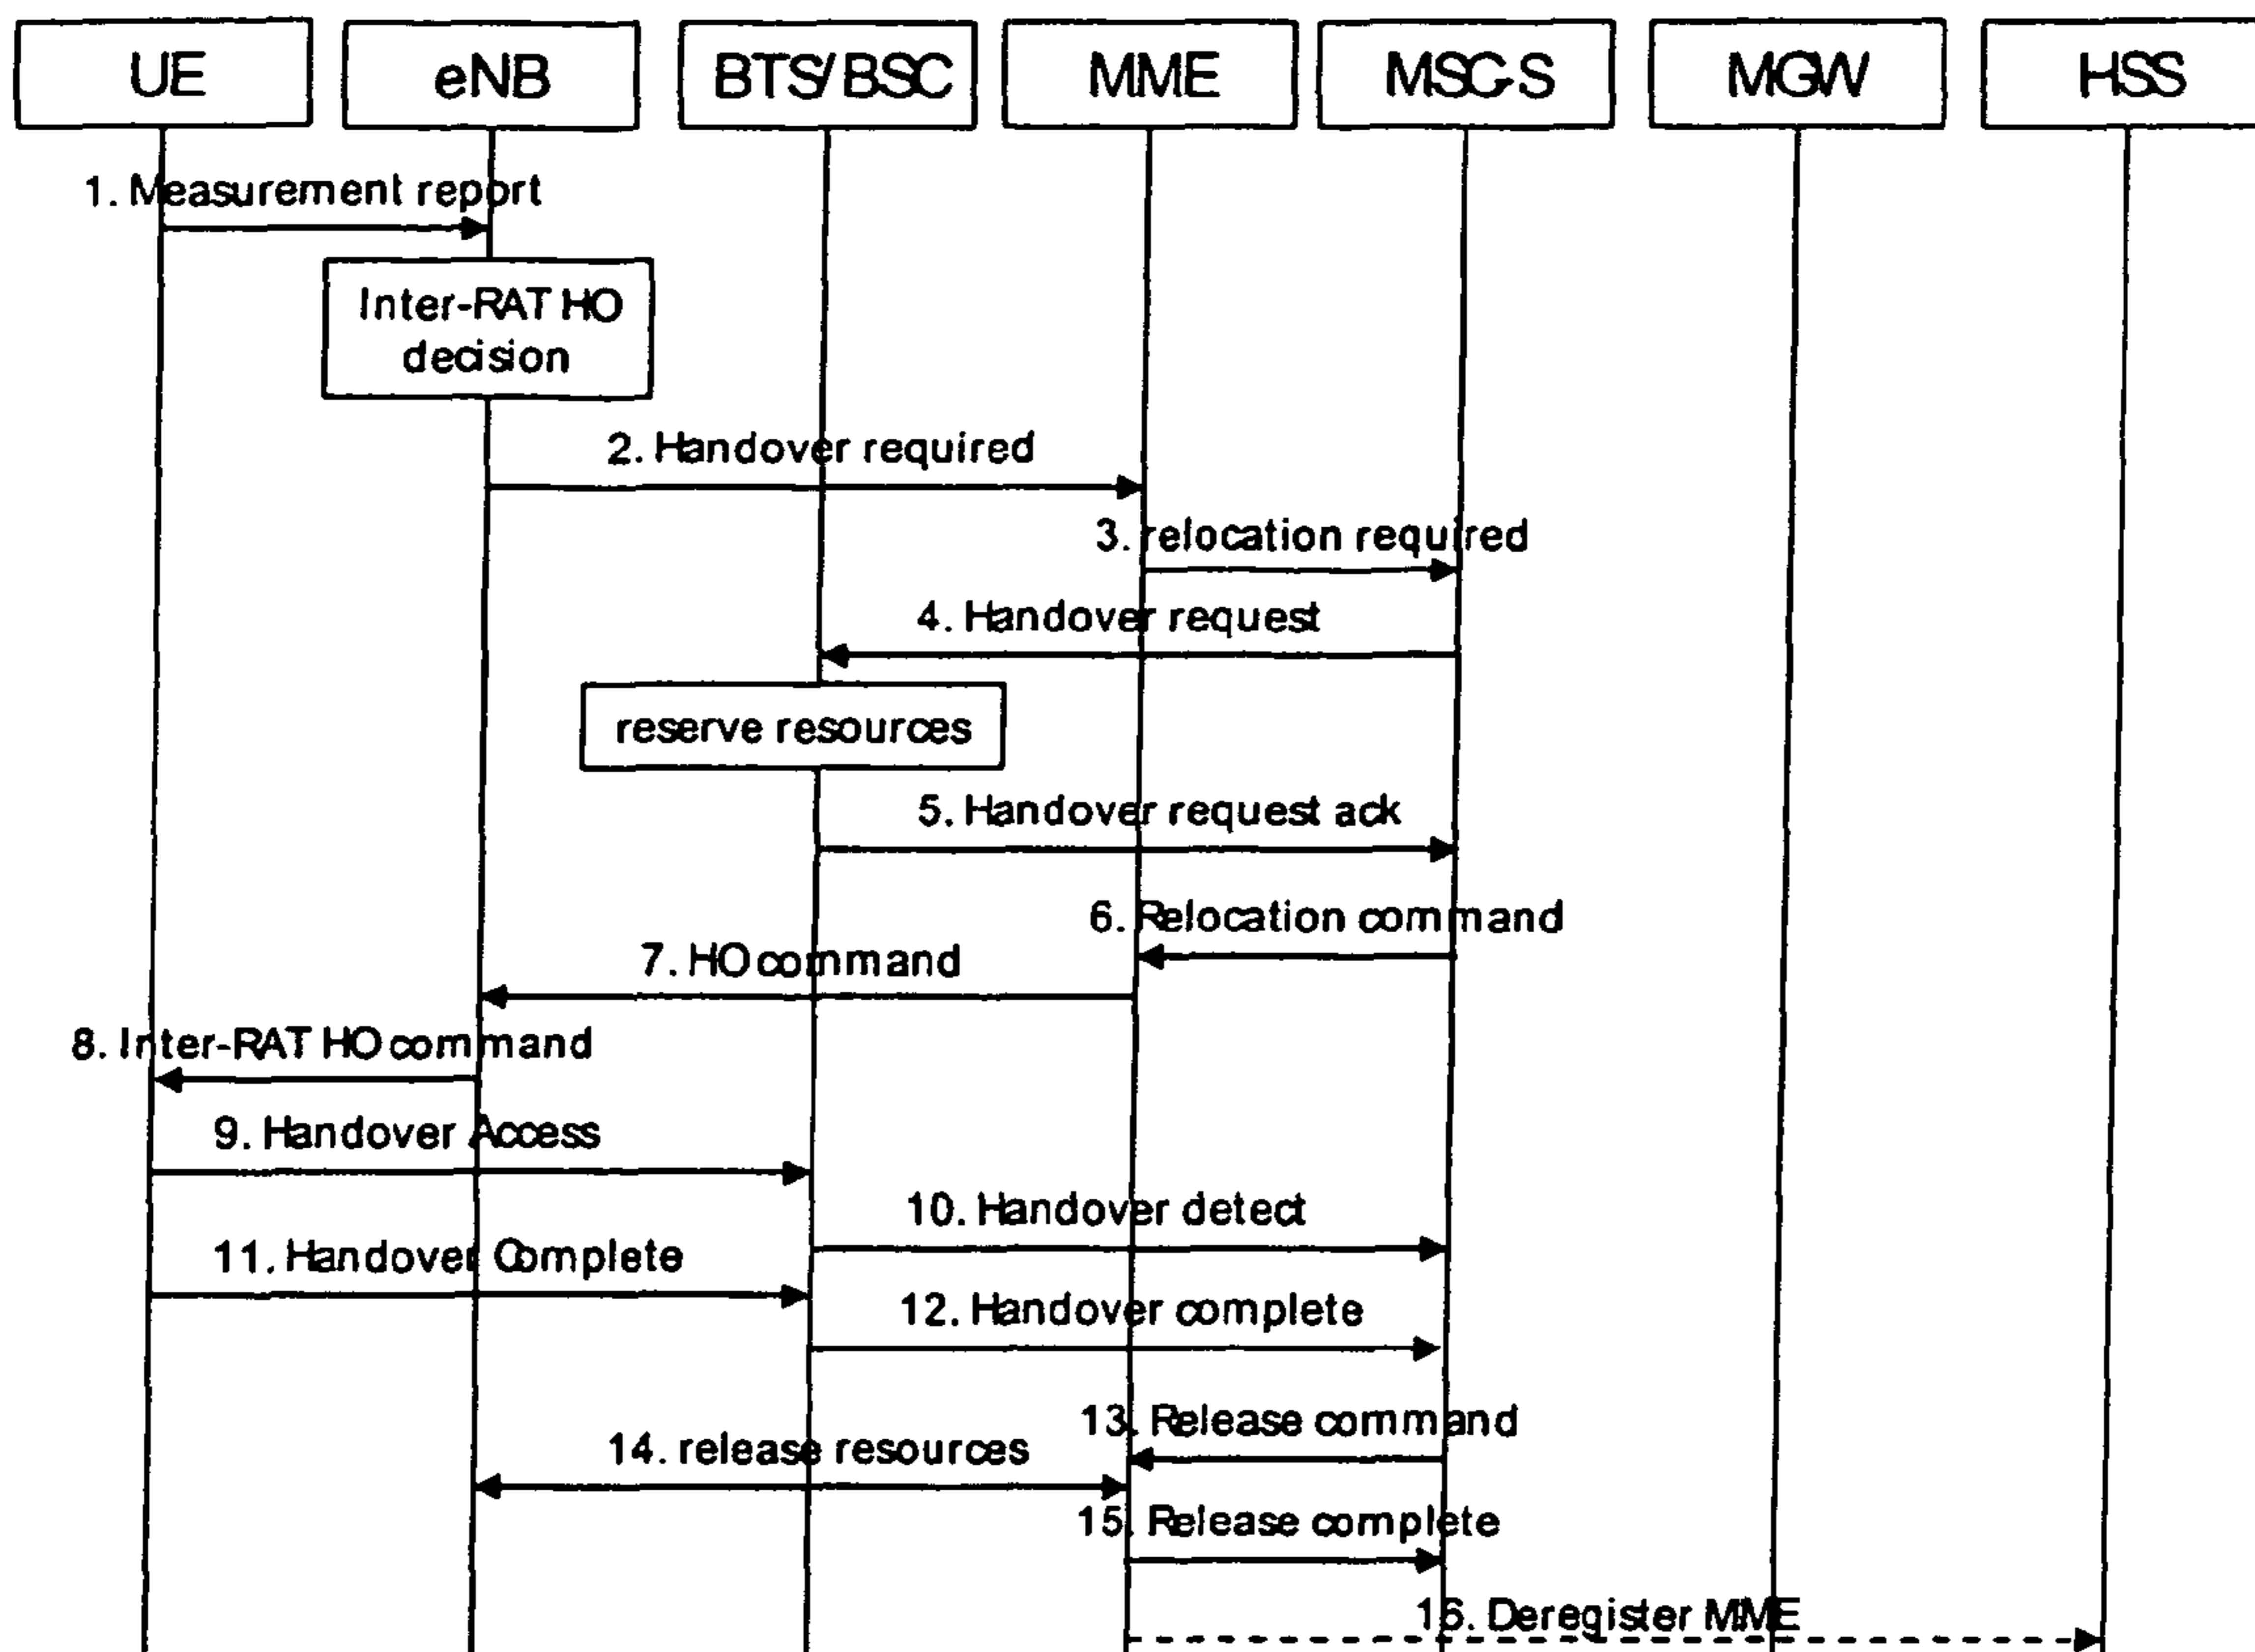 UE
eNB
BTS/BSC
MME
MSC-S
MGW
HSS
1. Measurement report
Inter-RAT HO
decision
2. Handover required
3. relocation required
4. Handover request
reserve resources
5. Handover request ack
6. Relocation command
7. HO command
8. Inter-RAT HO command
9. Handover Access
10. Handover detect
11. Handover Complete
12. Handover complete
13. Release command
14. release resources
15. Release complete
16. Deregister MME